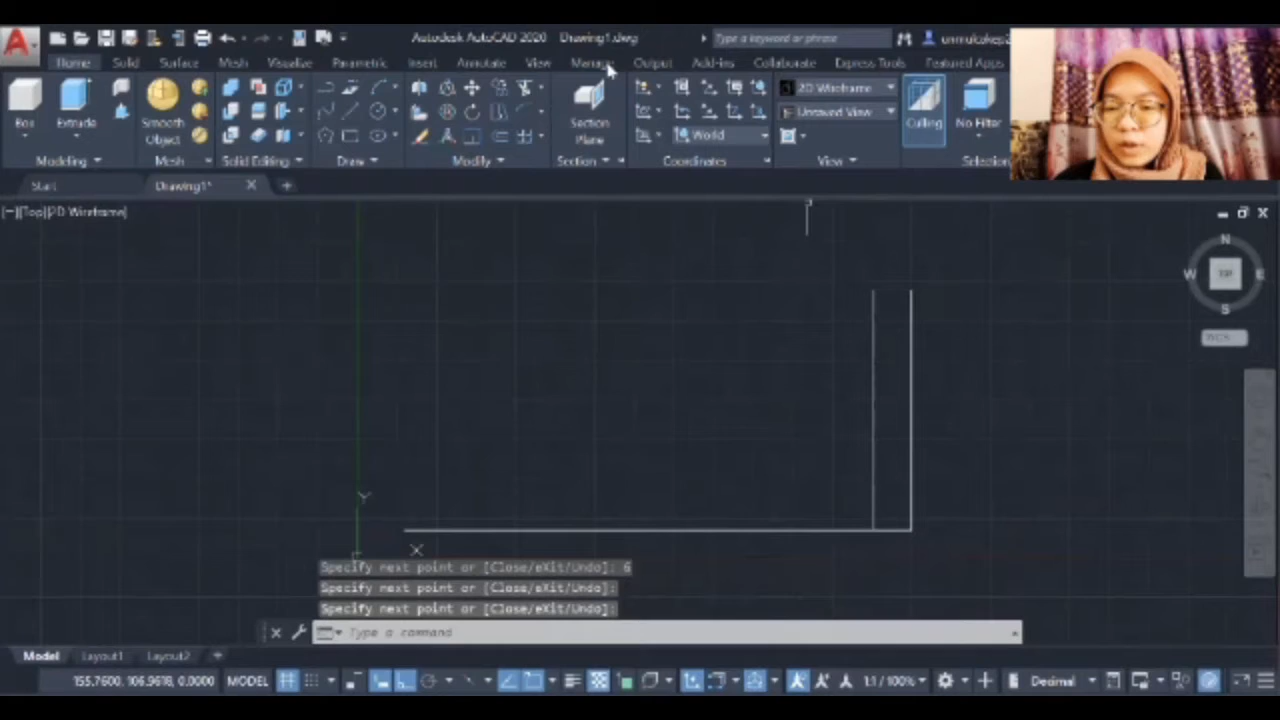 Autodesk AutoCAD 2020 Drawing1.dwg Type a keyword or phrase
Home Solid Surface Mesh Visualize Parametric Insert Annotate View Manage Output Add-ins Collaborate Express Tools Featured Apps
2D Wireframe
Unsaved View
World
Box Extrude Smooth Object Section Plane Culling No Filter
Modeling Mesh Solid Editing Draw Modify Section Coordinates View Selection
Start Drawing1*
[−][Top][2D Wireframe]
N
W TOP E
S
Y
X
Specify next point or [Close/eXit/Undo]: 6
Specify next point or [Close/eXit/Undo]:
Specify next point or [Close/eXit/Undo]:
Type a command
Model Layout1 Layout2 +
155.7600, 106.9618, 0.0000 MODEL 1:1 / 100% Decimal